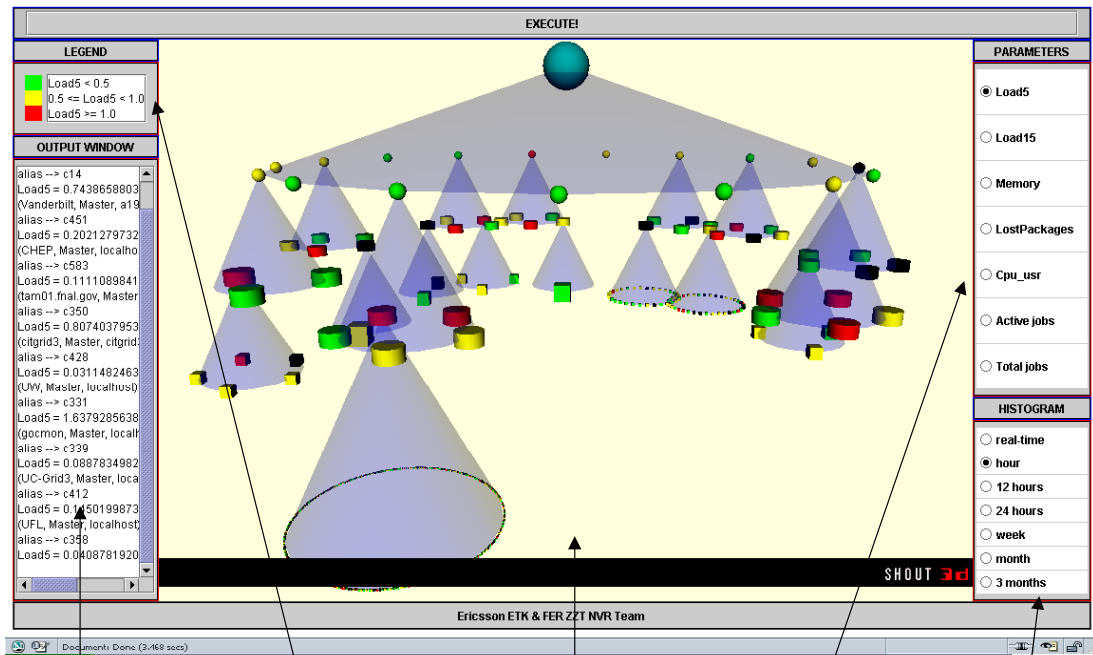 EXECUTE!
LEGEND
Load5 < 0.5
0.5 <= Load5 < 1.0
Load5 >= 1.0
OUTPUT WINDOW
alias --> c14
Load5 = 0.7438658803
(Vanderbilt, Master, a19
alias --> c451
Load5 = 0.2021279732
(CHEP, Master, localho
alias --> c583
Load5 = 0.1111089841
(tam01.fnal.gov, Master
alias --> c350
Load5 = 0.8074037953
(citgrid3, Master, citgrid3
alias --> c428
Load5 = 0.0311482463
(UW, Master, localhost)
alias --> c331
Load5 = 1.6379285638
(gocmon, Master, localh
alias --> c339
Load5 = 0.0887834982
(UC-Grid3, Master, loca
alias --> c412
Load5 = 0.1450199873
(UFL, Master, localhost)
alias --> c358
Load5 = 0.0408781920
PARAMETERS
Load5
Load15
Memory
LostPackages
Cpu_usr
Active jobs
Total jobs
HISTOGRAM
real-time
hour
12 hours
24 hours
week
month
3 months
SHOUT 3d
Ericsson ETK & FER ZZT NVR Team
Document: Done (3.468 secs)